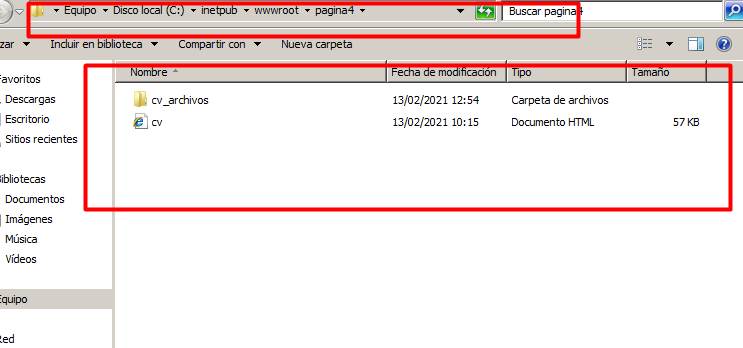 Equipo Disco local (C:) inetpub wwwroot pagina4 Buscar pagina4
zar Incluir en biblioteca Compartir con Nueva carpeta
Favoritos
Descargas
Escritorio
Sitios recientes
Bibliotecas
Documentos
Imágenes
Música
Vídeos
Equipo
Red
Nombre Fecha de modificación Tipo Tamaño
cv_archivos 13/02/2021 12:54 Carpeta de archivos
cv 13/02/2021 10:15 Documento HTML 57 KB